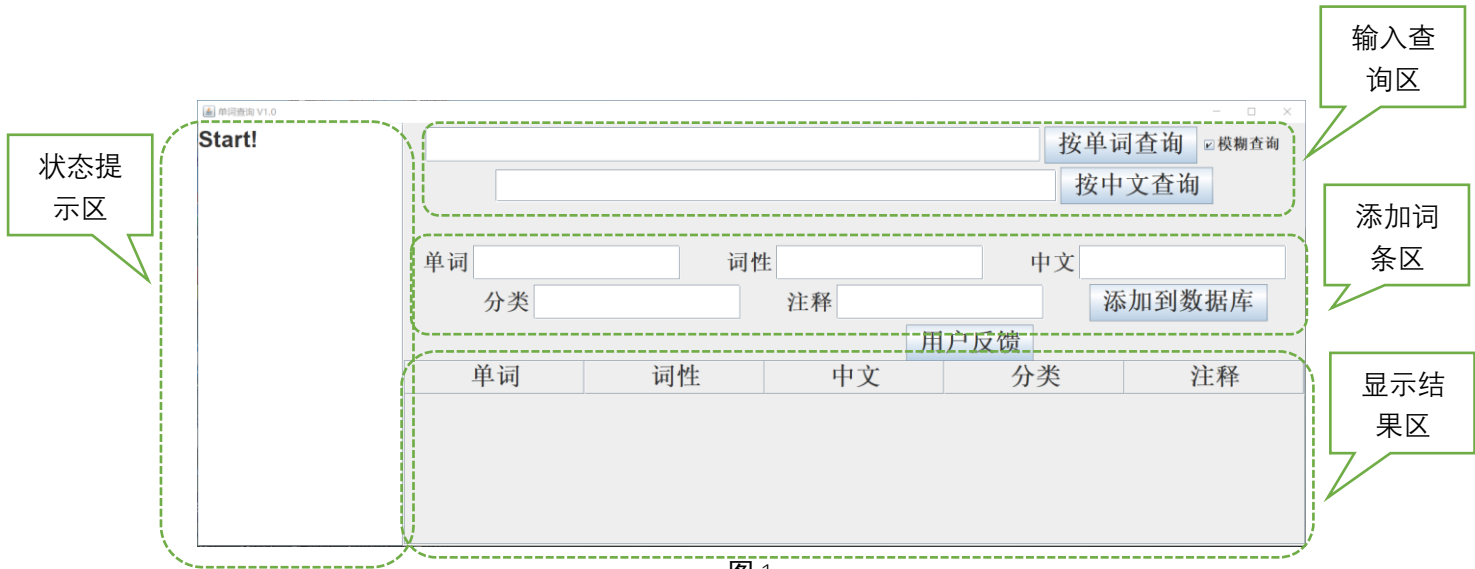 输入查
询区
单词查询 V1.0
Start!
按单词查询
模糊查询
状态提
示区
按中文查询
添加词
条区
单词
词性
中文
分类
注释
添加到数据库
用户反馈
单词
词性
中文
分类
注释
显示结
果区
图 1